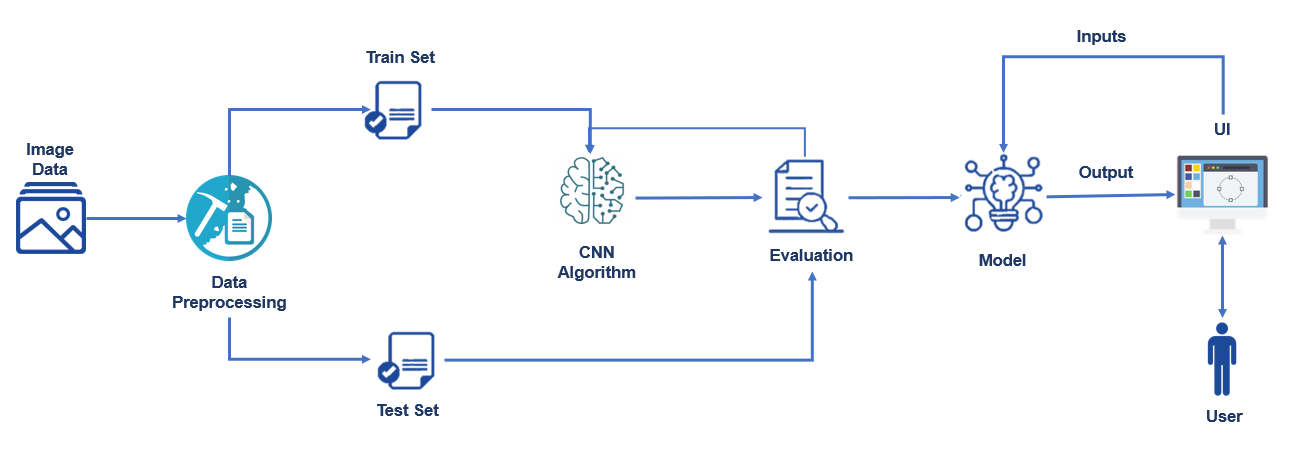 Image
Data
Data
Preprocessing
Train Set
Test Set
CNN
Algorithm
Evaluation
Model
Inputs
Output
UI
User